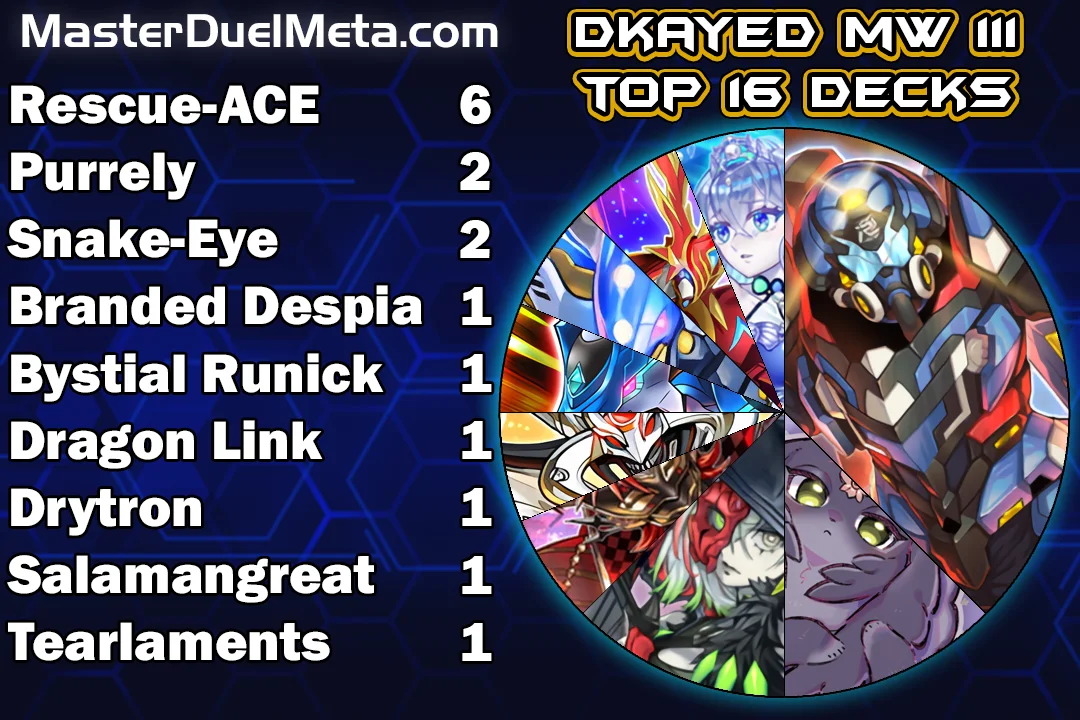 MasterDuelMeta.com
DKAYED MW III
TOP 16 DECKS
Rescue-ACE 6
Purrely 2
Snake-Eye 2
Branded Despia 1
Bystial Runick 1
Dragon Link 1
Drytron 1
Salamangreat 1
Tearlaments 1